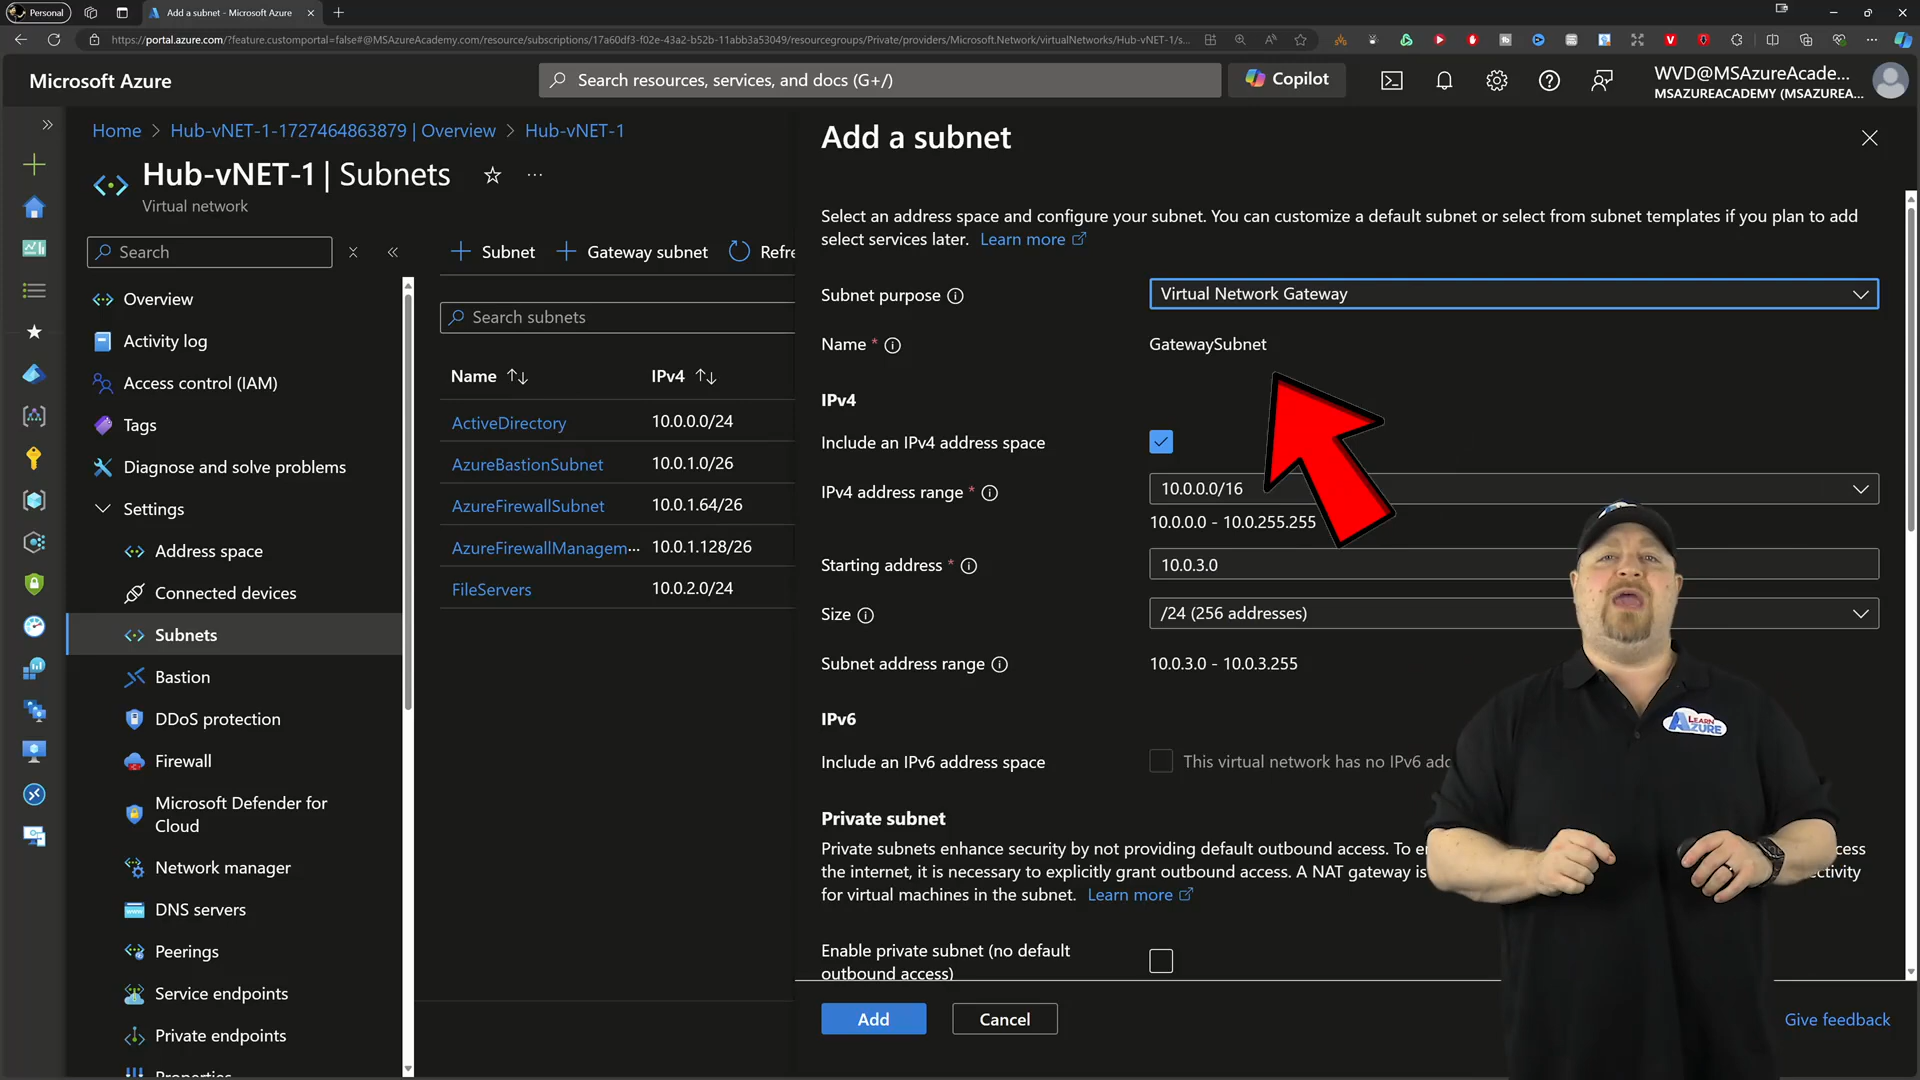 Personal
Add a subnet - Microsoft Azure
https://portal.azure.com/?feature.customportal=false#@MSAzureAcademy.com/resource/subscriptions/17a60df3-f02e-43a2-b52b-11abb3a53049/resourcegroups/Private/providers/Microsoft.Network/virtualNetworks/Hub-vNET-1/s...
Microsoft Azure
Search resources, services, and docs (G+/)
Copilot
WVD@MSAzureAcade...
MSAZUREACADEMY (MSAZUREA...
Home > Hub-vNET-1-1727464863879 | Overview > Hub-vNET-1
Hub-vNET-1 | Subnets
Virtual network
Search
Overview
Activity log
Access control (IAM)
Tags
Diagnose and solve problems
Settings
Address space
Connected devices
Subnets
Bastion
DDoS protection
Firewall
Microsoft Defender for
Cloud
Network manager
DNS servers
Peerings
Service endpoints
Private endpoints
Properties
Subnet
Gateway subnet
Refre
Search subnets
Name IPv4
ActiveDirectory 10.0.0.0/24
AzureBastionSubnet 10.0.1.0/26
AzureFirewallSubnet 10.0.1.64/26
AzureFirewallManagem... 10.0.1.128/26
FileServers 10.0.2.0/24
Add a subnet
Select an address space and configure your subnet. You can customize a default subnet or select from subnet templates if you plan to add
select services later. Learn more
Subnet purpose Virtual Network Gateway
Name * GatewaySubnet
IPv4
Include an IPv4 address space
IPv4 address range * 10.0.0.0/16
10.0.0.0 - 10.0.255.255
Starting address * 10.0.3.0
Size /24 (256 addresses)
Subnet address range 10.0.3.0 - 10.0.3.255
IPv6
Include an IPv6 address space This virtual network has no IPv6 add
Private subnet
Private subnets enhance security by not providing default outbound access. To en cess
the internet, it is necessary to explicitly grant outbound access. A NAT gateway is ctivity
for virtual machines in the subnet. Learn more
Enable private subnet (no default
outbound access)
Add
Cancel
Give feedback
LEARN
AZURE